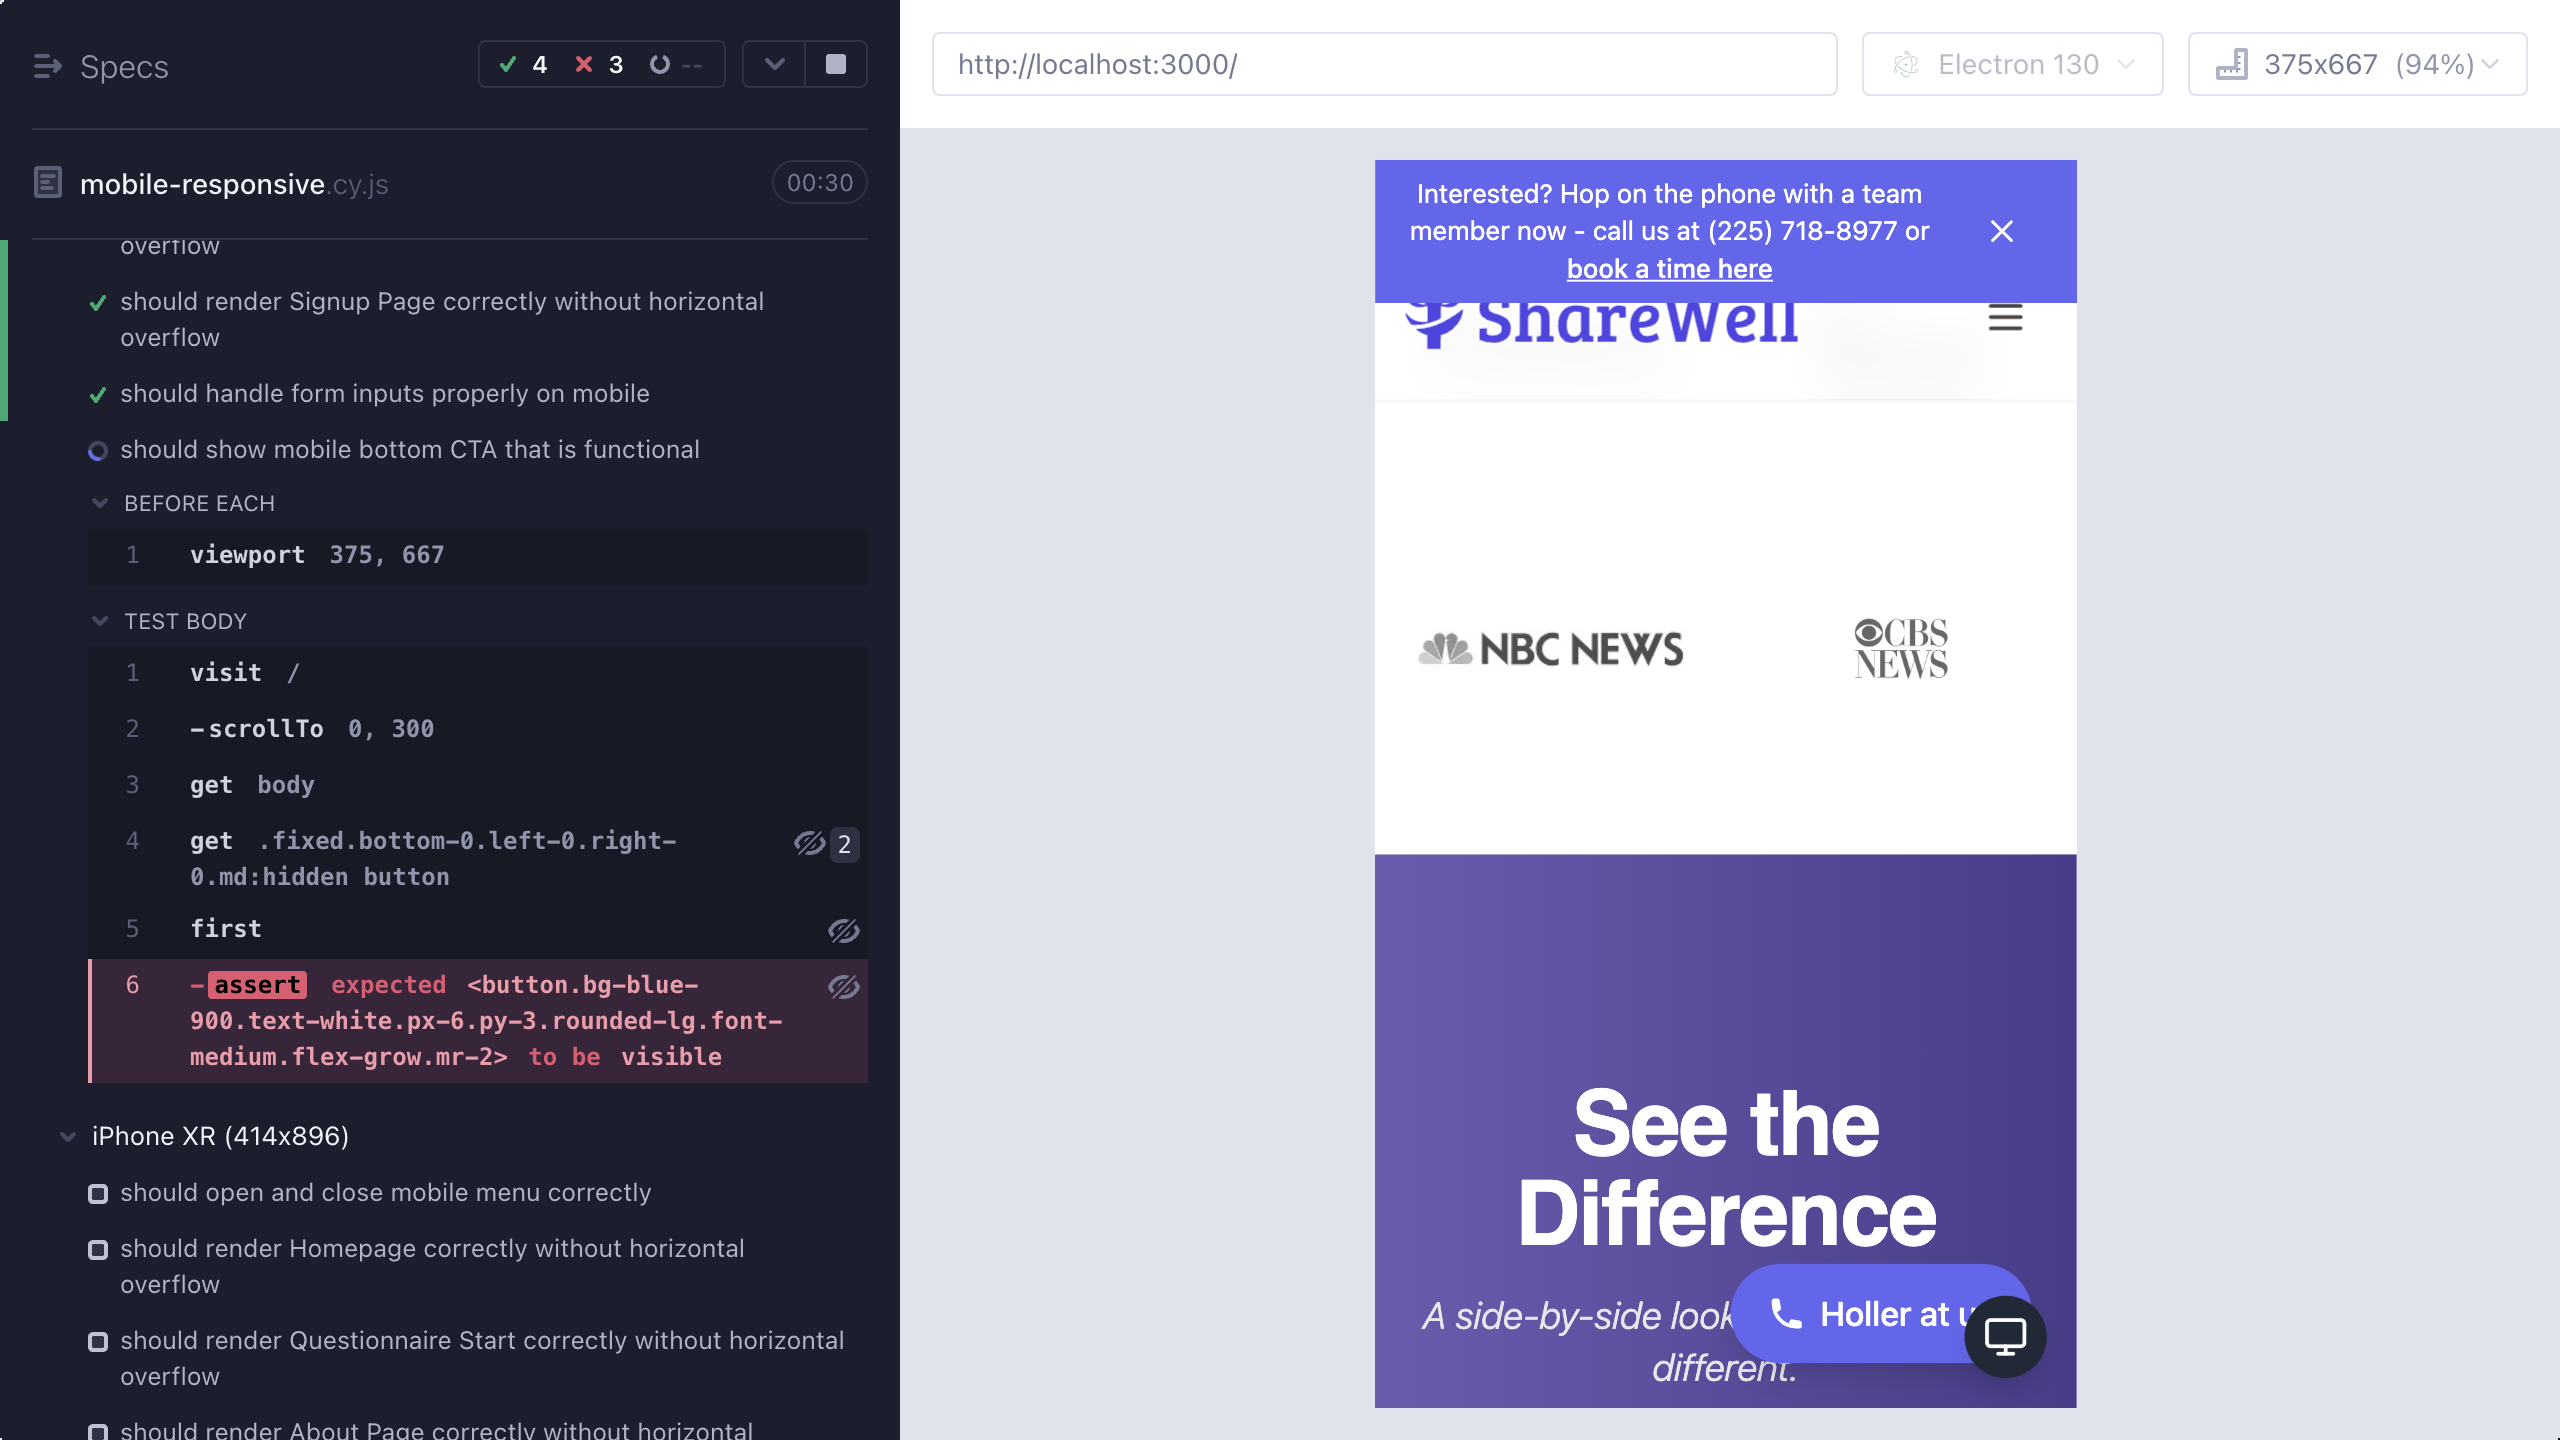 Specs
4
3
--
mobile-responsive.cy.js
00:30
overflow
should render Signup Page correctly without horizontal
overflow
should handle form inputs properly on mobile
should show mobile bottom CTA that is functional
BEFORE EACH
1 viewport 375, 667
TEST BODY
1 visit /
2 -scrollTo 0, 300
3 get body
4 get .fixed.bottom-0.left-0.right-
0.md:hidden button
2
5 first
6 -assert expected <button.bg-blue-
900.text-white.px-6.py-3.rounded-lg.font-
medium.flex-grow.mr-2> to be visible
iPhone XR (414x896)
should open and close mobile menu correctly
should render Homepage correctly without horizontal
overflow
should render Questionnaire Start correctly without horizontal
overflow
should render About Page correctly without horizontal
http://localhost:3000/
Electron 130
375x667 (94%)
Interested? Hop on the phone with a team
member now - call us at (225) 718-8977 or
book a time here
ShareWell
NBC NEWS
CBS
NEWS
See the
Difference
A side-by-side look
different.
Holler at u